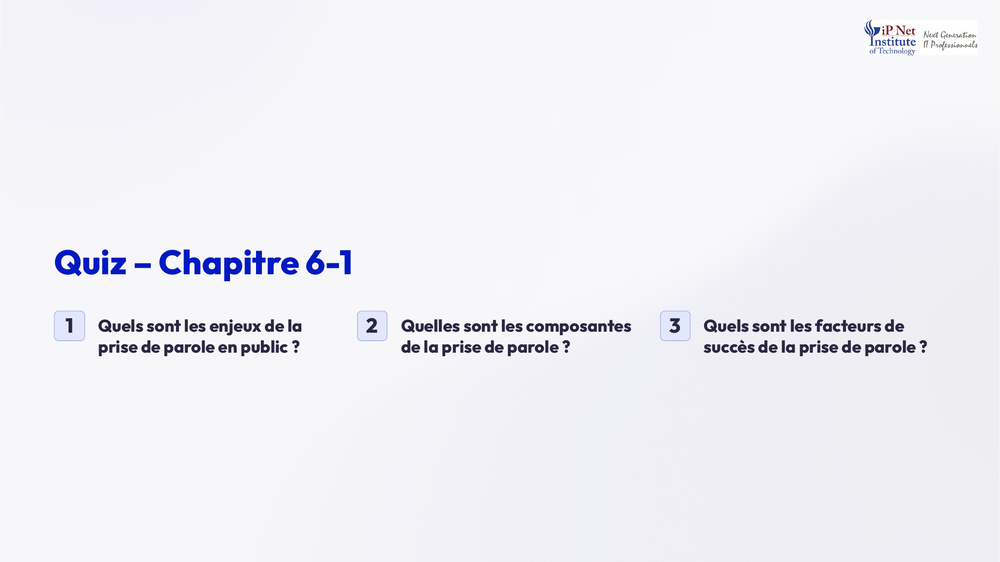 iP Net
Institute
of Technology
Next Generation
IT Professionnels
Quiz – Chapitre 6-1
1
Quels sont les enjeux de la
prise de parole en public ?
2
Quelles sont les composantes
de la prise de parole ?
3
Quels sont les facteurs de
succès de la prise de parole ?